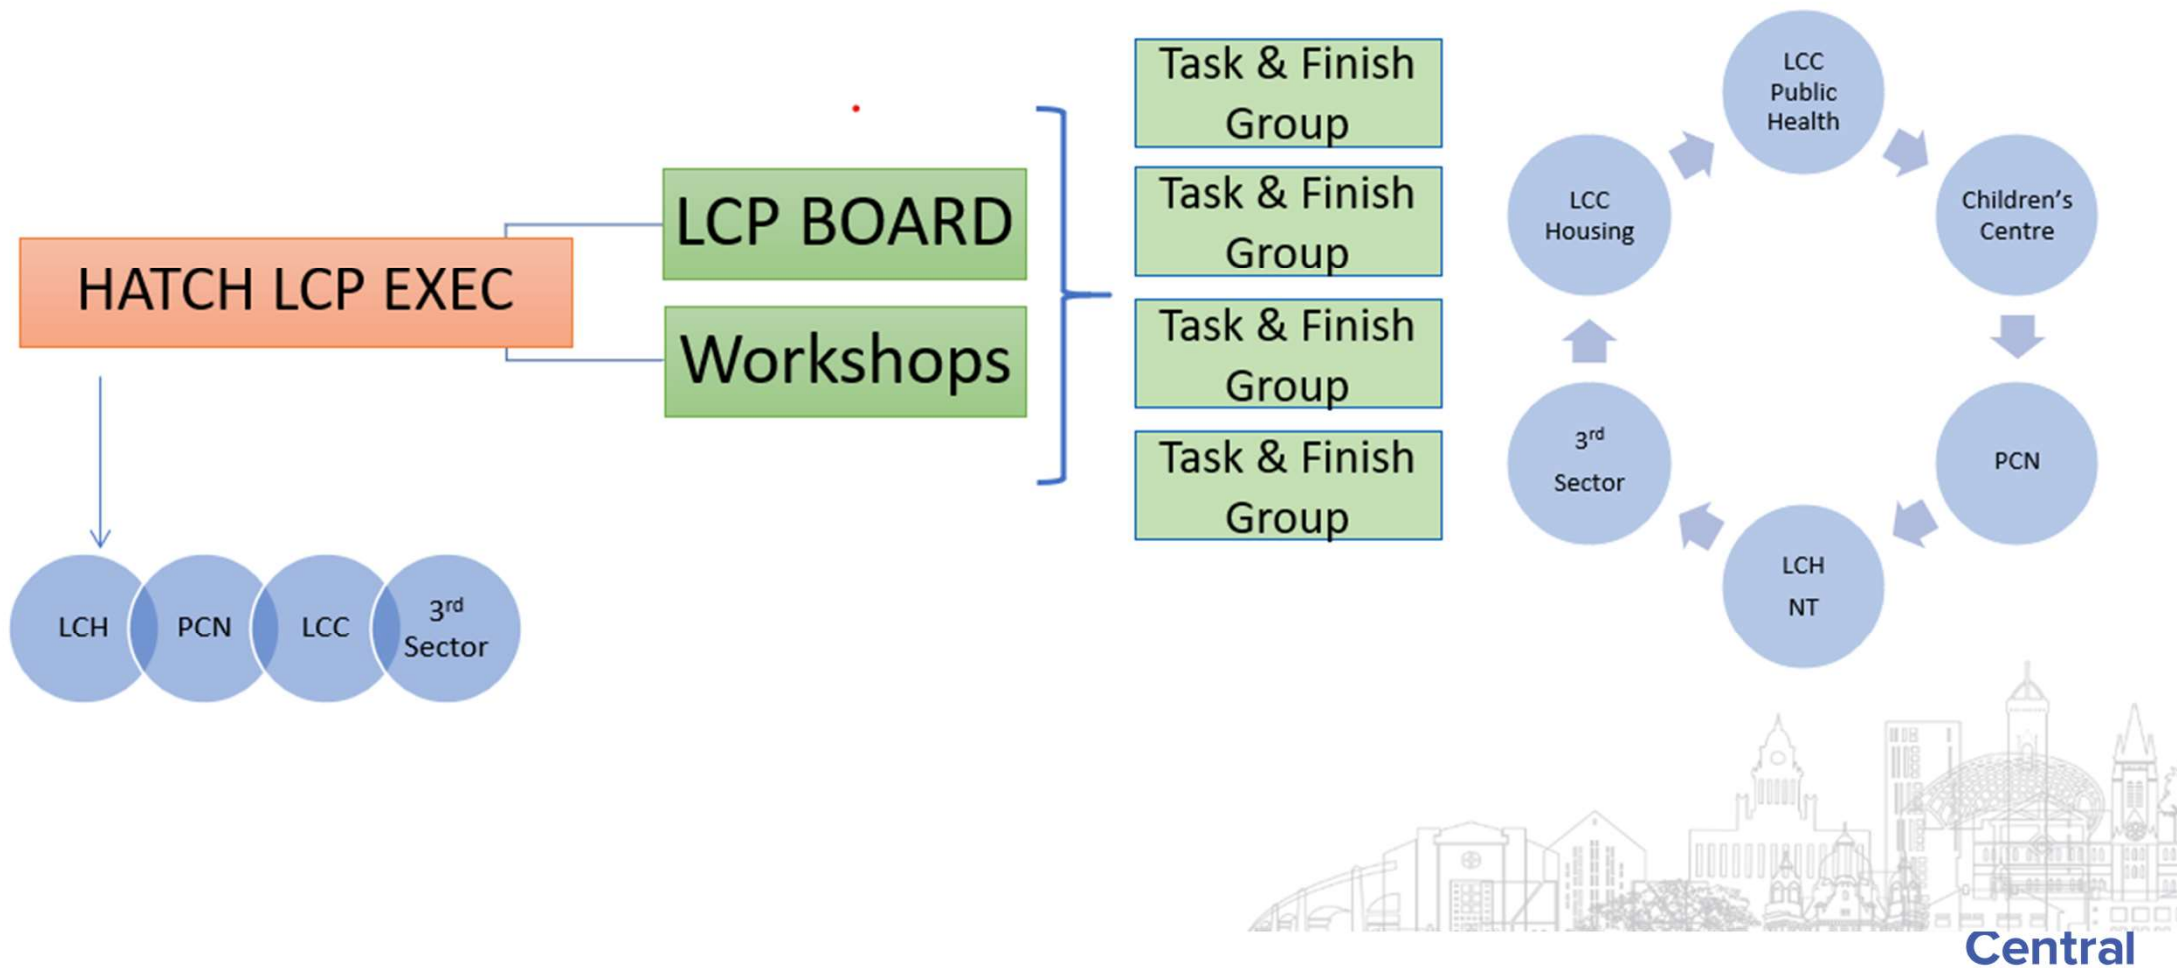 HATCH LCP EXEC
LCP BOARD
Workshops
Task & Finish
Group
Task & Finish
Group
Task & Finish
Group
Task & Finish
Group
LCC
Public
Health
Children's
Centre
PCN
LCH
NT
3rd
Sector
LCC
Housing
LCH
PCN
LCC
3rd
Sector
Central